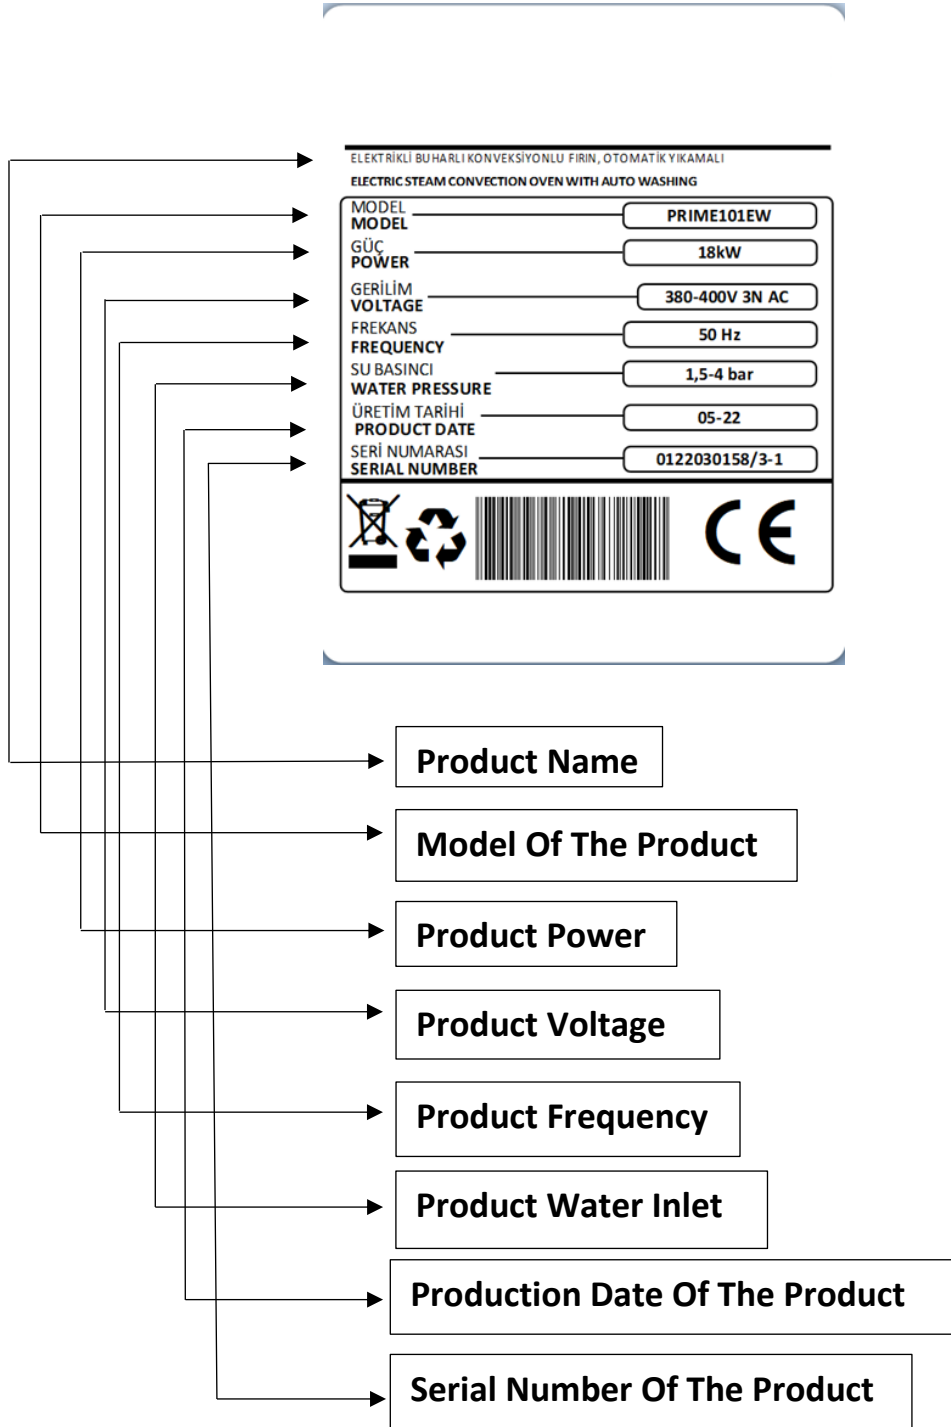 ELEKTRİKLİ BUHARLI KONVEKSİYONLU FIRIN, OTOMATİK YIKAMALI
ELECTRIC STEAM CONVECTION OVEN WITH AUTO WASHING
MODEL
MODEL
PRIME101EW
GÜÇ
POWER
18kW
GERİLİM
VOLTAGE
380-400V 3N AC
FREKANS
FREQUENCY
50 Hz
SU BASINCI
WATER PRESSURE
1,5-4 bar
ÜRETİM TARİHİ
PRODUCT DATE
05-22
SERİ NUMARASI
SERIAL NUMBER
0122030158/3-1
CE
Product Name
Model Of The Product
Product Power
Product Voltage
Product Frequency
Product Water Inlet
Production Date Of The Product
Serial Number Of The Product